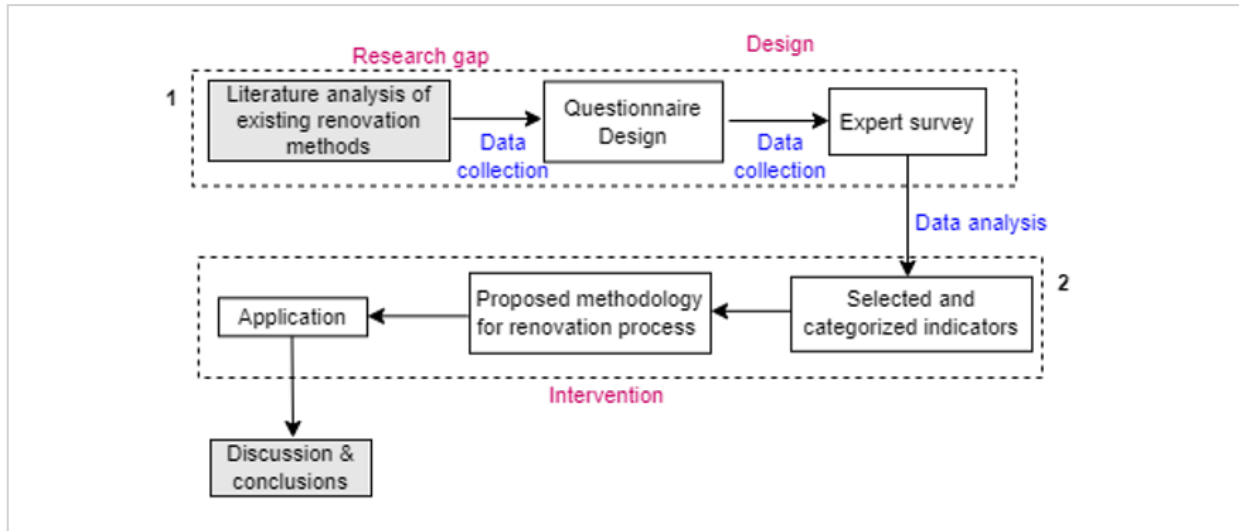 Research gap
Design
1
Literature analysis of
existing renovation
methods
Data
collection
Questionnaire
Design
Data
collection
Expert survey
Data analysis
2
Selected and
categorized indicators
Proposed methodology
for renovation process
Application
Intervention
Discussion &
conclusions